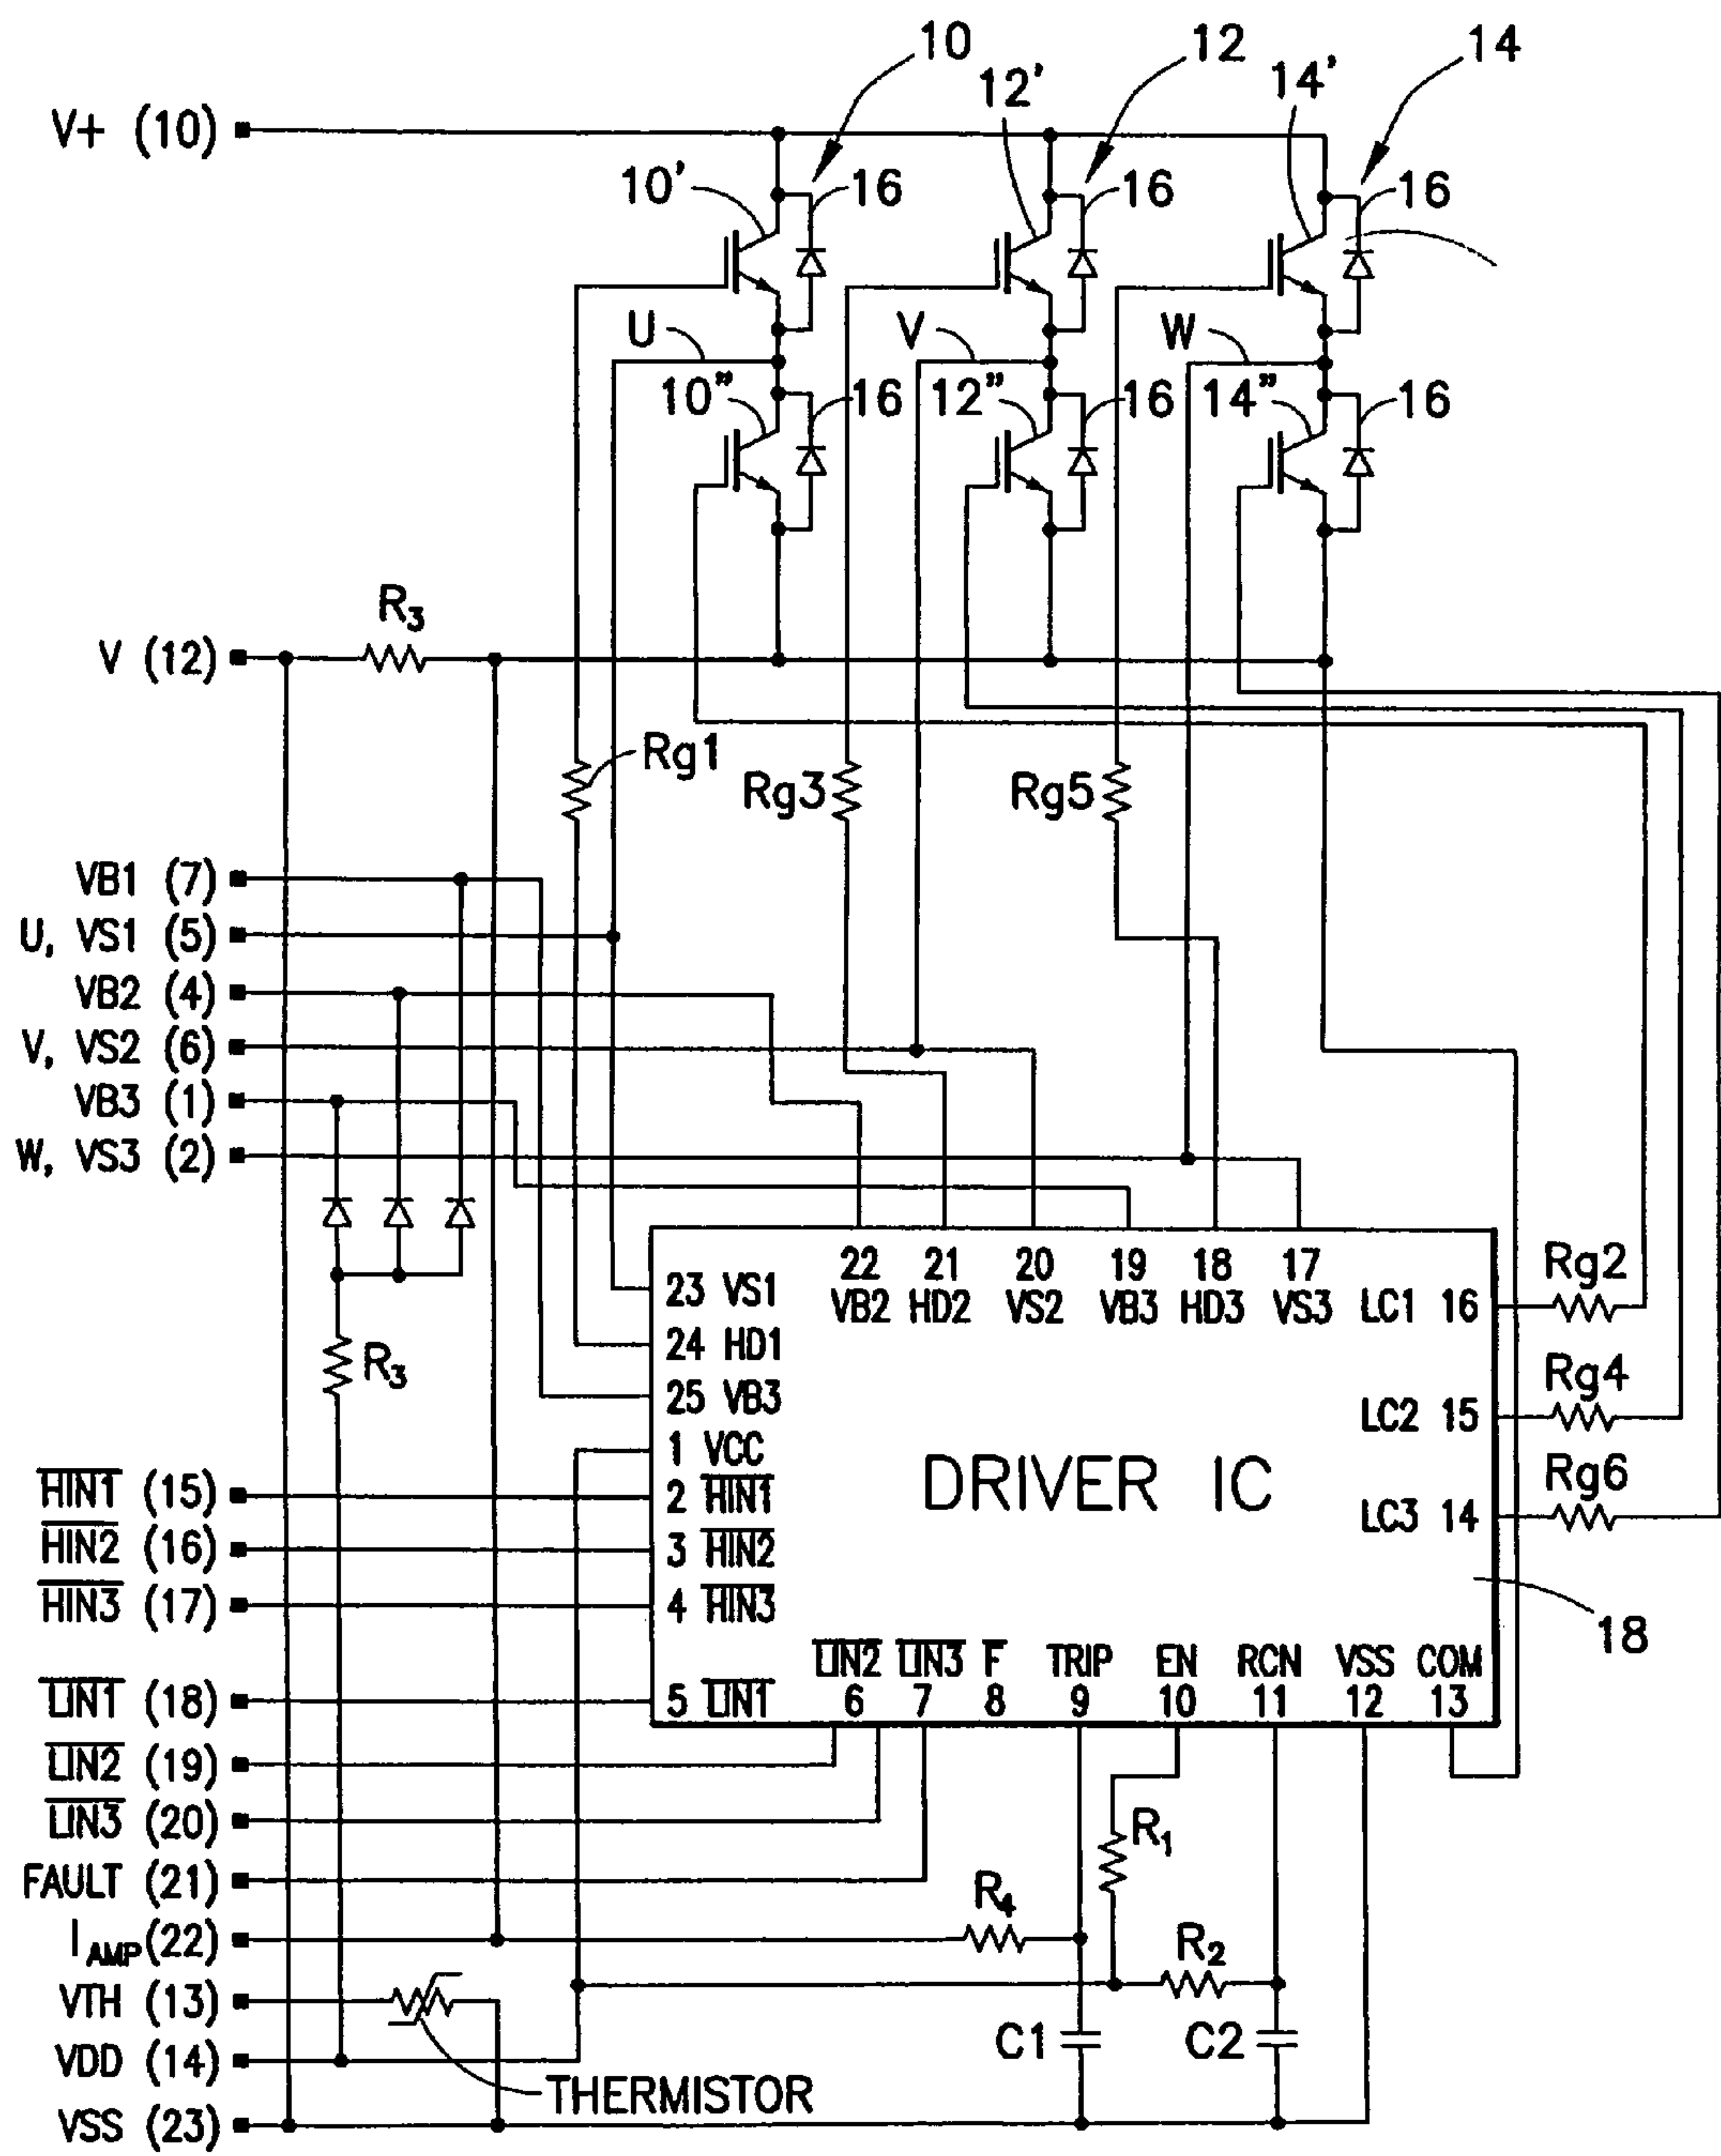 10
12
14
12'
14'
V+ (10)
10'
16
16
16
U
V
W
10"
16
12"
16
14"
16
R3
V (12)
Rg1
Rg3
Rg5
VB1 (7)
U, VS1 (5)
VB2 (4)
V, VS2 (6)
VB3 (1)
W, VS3 (2)
22 21 20 19 18 17
VB2 HD2 VS2 VB3 HD3 VS3
23 VS1
24 HD1
25 VB3
1 VCC
2 HIN1
3 HIN2
4 HIN3
5 LIN1
LC1 16
LC2 15
LC3 14
Rg2
Rg4
Rg6
R3
DRIVER IC
18
HIN1 (15)
HIN2 (16)
HIN3 (17)
LIN1 (18)
LIN2 (19)
LIN3 (20)
FAULT (21)
IAMP(22)
VTH (13)
VDD (14)
VSS (23)
LIN2 LIN3 F TRIP EN RCN VSS COM
6 7 8 9 10 11 12 13
R1
R4
R2
C1
C2
THERMISTOR